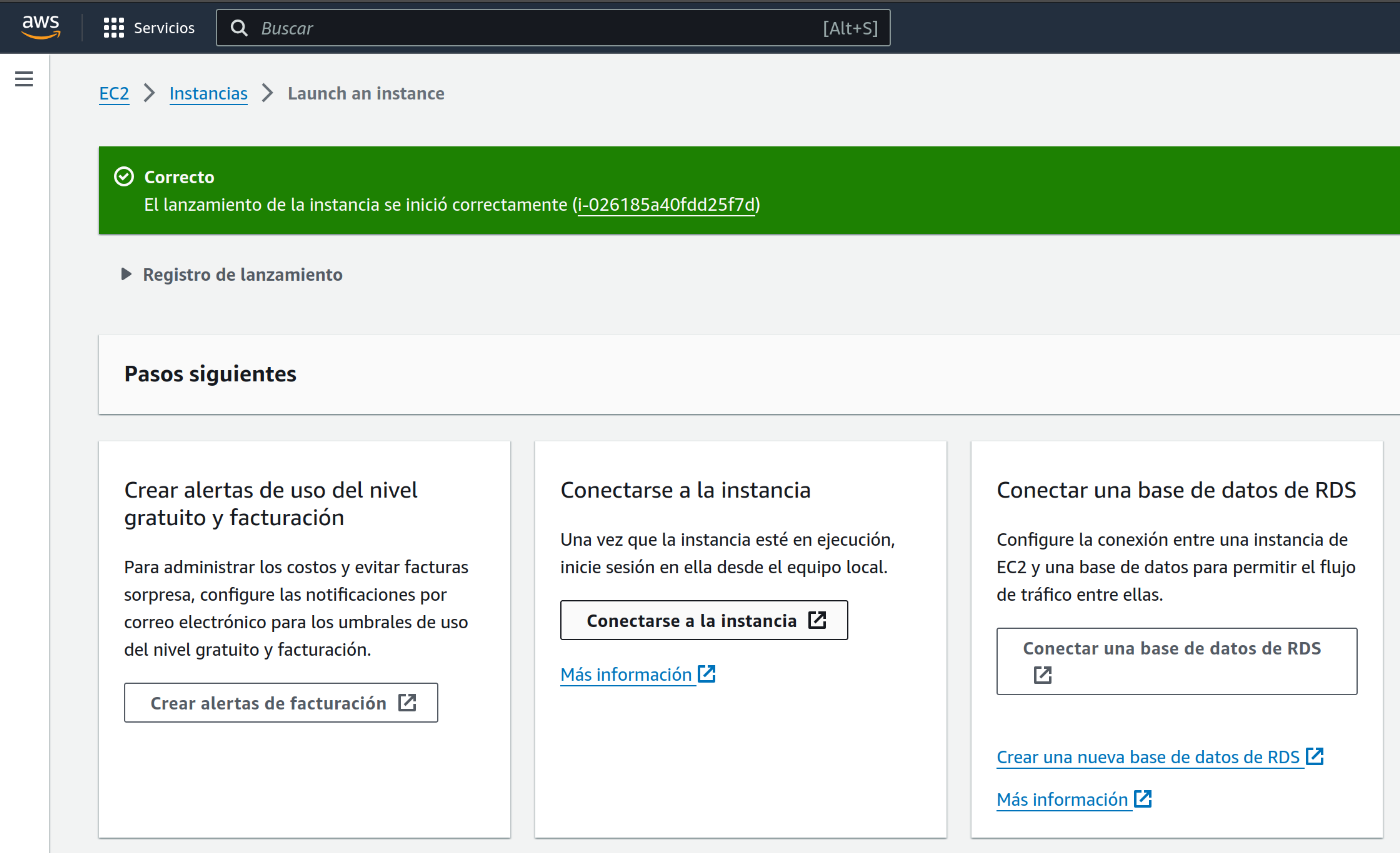 aws
Servicios
Buscar
[Alt+S]
EC2
Instancias
Launch an instance
Correcto
El lanzamiento de la instancia se inició correctamente (i-026185a40fdd25f7d)
Registro de lanzamiento
Pasos siguientes
Crear alertas de uso del nivel
gratuito y facturación
Para administrar los costos y evitar facturas
sorpresa, configure las notificaciones por
correo electrónico para los umbrales de uso
del nivel gratuito y facturación.
Crear alertas de facturación
Conectarse a la instancia
Una vez que la instancia esté en ejecución,
inicie sesión en ella desde el equipo local.
Conectarse a la instancia
Más información
Conectar una base de datos de RDS
Configure la conexión entre una instancia de
EC2 y una base de datos para permitir el flujo
de tráfico entre ellas.
Conectar una base de datos de RDS
Crear una nueva base de datos de RDS
Más información